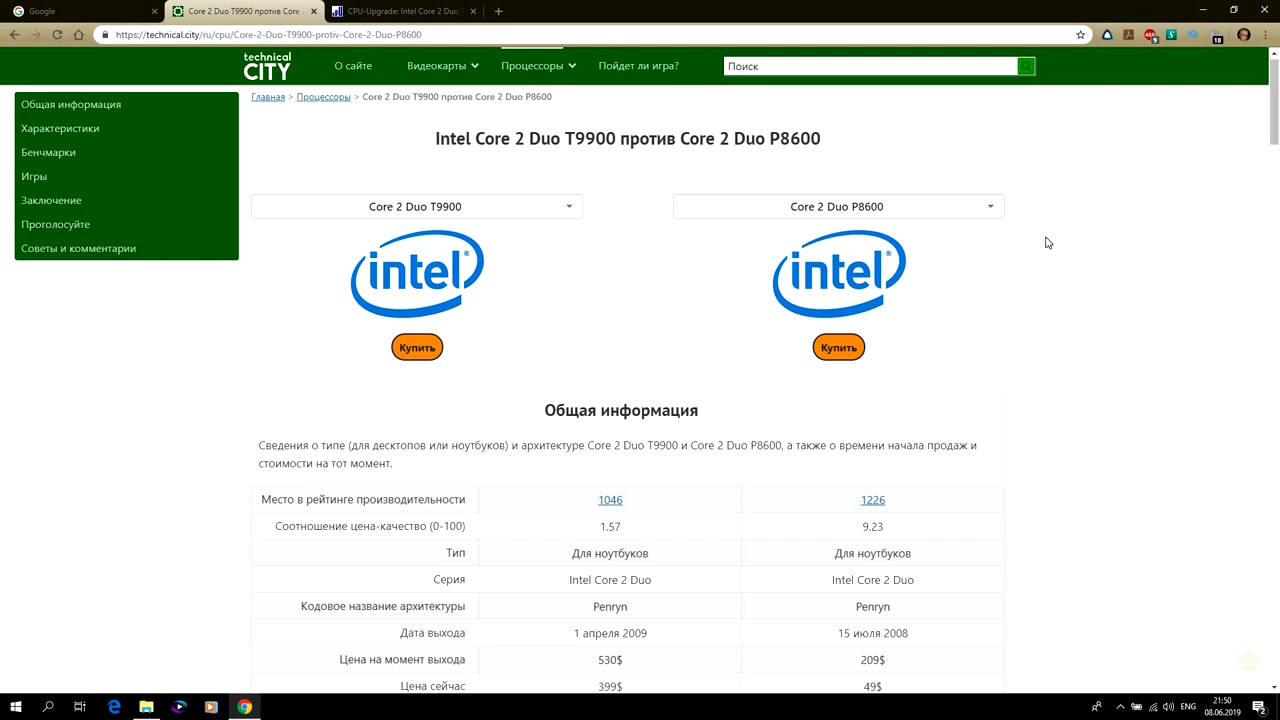 Google
Core 2 Duo T9900 против Core
CPU-Upgrade: Intel Core 2 Duo
https://technical.city/ru/cpu/Core-2-Duo-T9900-protiv-Core-2-Duo-P8600
technical
CITY
О сайте
Видеокарты
Процессоры
Пойдет ли игра?
Поиск
Общая информация
Характеристики
Бенчмарки
Игры
Заключение
Проголосуйте
Советы и комментарии
Главная > Процессоры > Core 2 Duo T9900 против Core 2 Duo P8600
Intel Core 2 Duo T9900 против Core 2 Duo P8600
Core 2 Duo T9900
Core 2 Duo P8600
intel
intel
Купить
Купить
Общая информация
Сведения о типе (для десктопов или ноутбуков) и архитектуре Core 2 Duo T9900 и Core 2 Duo P8600, а также о времени начала продаж и
стоимости на тот момент.
Место в рейтинге производительности 1046 1226
Соотношение цена-качество (0-100) 1.57 9.23
Тип Для ноутбуков Для ноутбуков
Серия Intel Core 2 Duo Intel Core 2 Duo
Кодовое название архитектуры Penryn Penryn
Дата выхода 1 апреля 2009 15 июля 2008
Цена на момент выхода 530$ 209$
Цена сейчас 399$ 49$
ENG
21:50
08.06.2019